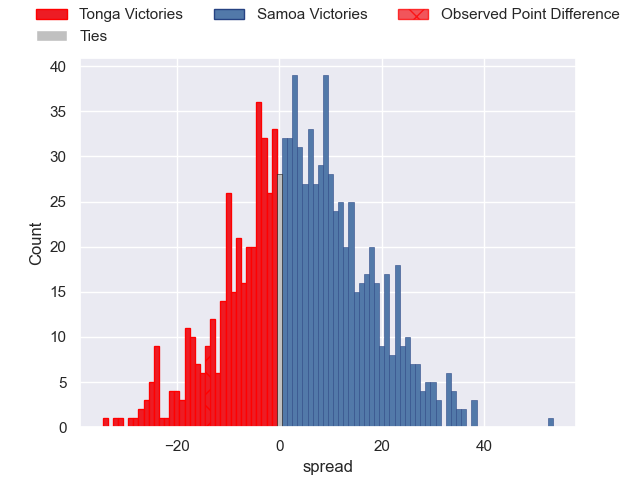 Tonga Victories Samoa Victories Observed Point Difference
Ties
40
35
30
25
20
15
10
5
0
Count
−20 0 20 40
spread